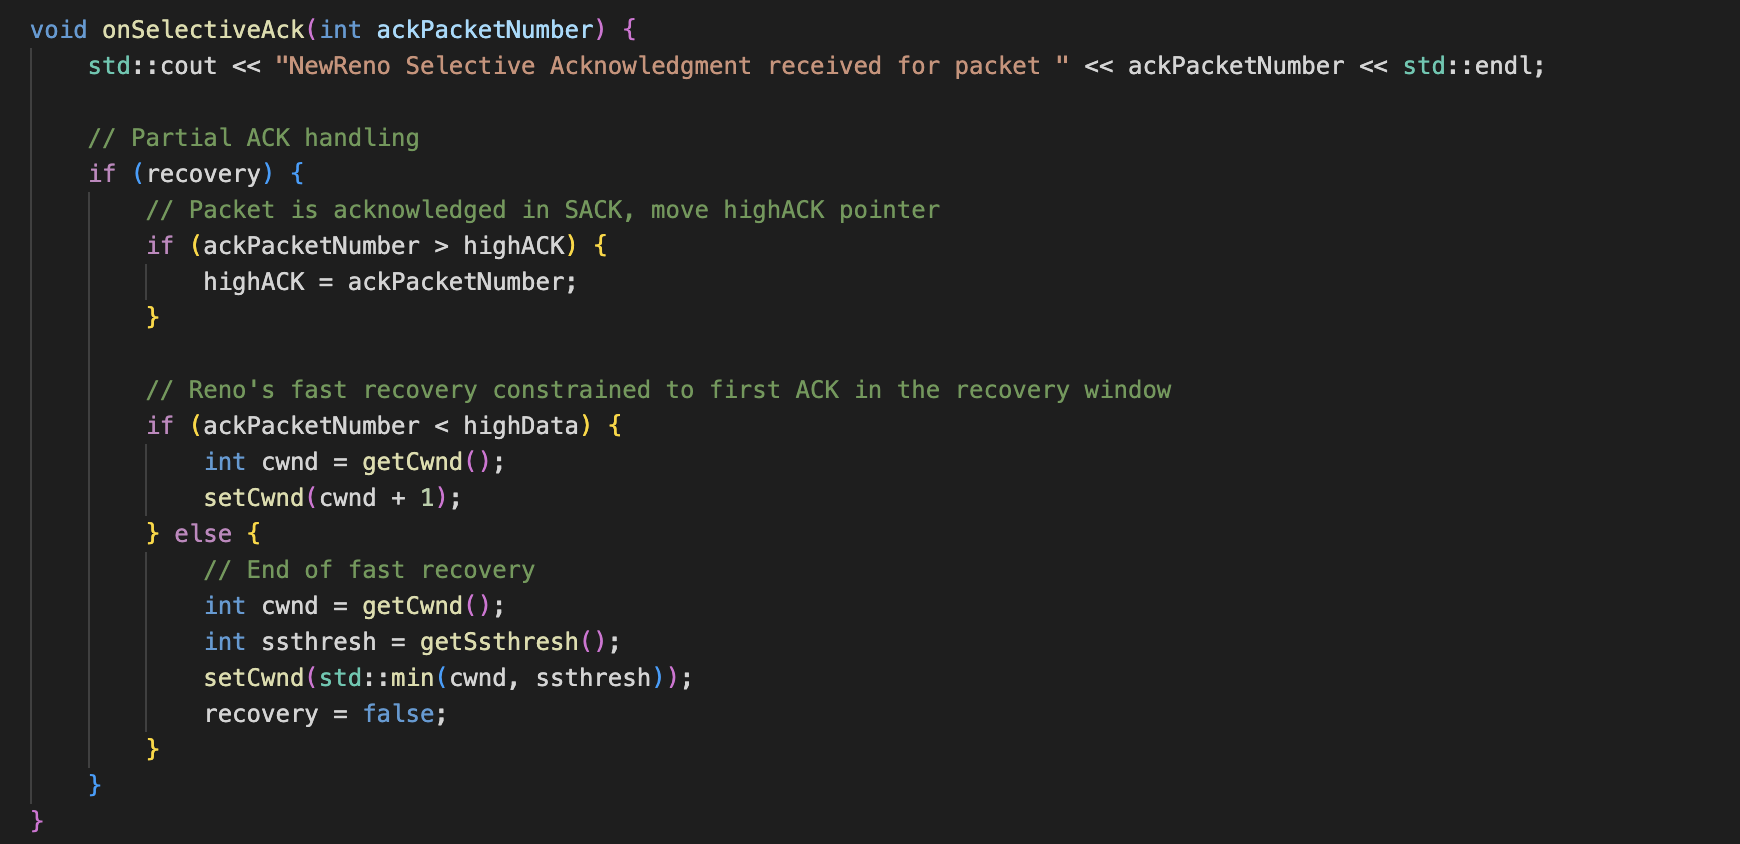 void onSelectiveAck(int ackPacketNumber) {
    std::cout << "NewReno Selective Acknowledgment received for packet " << ackPacketNumber << std::endl;

    // Partial ACK handling
    if (recovery) {
        // Packet is acknowledged in SACK, move highACK pointer
        if (ackPacketNumber > highACK) {
            highACK = ackPacketNumber;
        }

        // Reno's fast recovery constrained to first ACK in the recovery window
        if (ackPacketNumber < highData) {
            int cwnd = getCwnd();
            setCwnd(cwnd + 1);
        } else {
            // End of fast recovery
            int cwnd = getCwnd();
            int ssthresh = getSsthresh();
            setCwnd(std::min(cwnd, ssthresh));
            recovery = false;
        }
    }
}